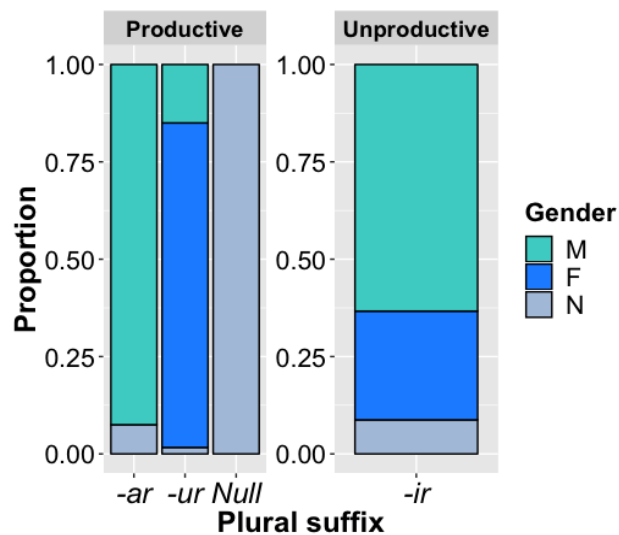 Productive
Unproductive
Proportion
1.00
0.75
0.50
0.25
0.00
1.00
0.75
0.50
0.25
0.00
-ar -ur Null
-ir
Plural suffix
Gender
M
F
N